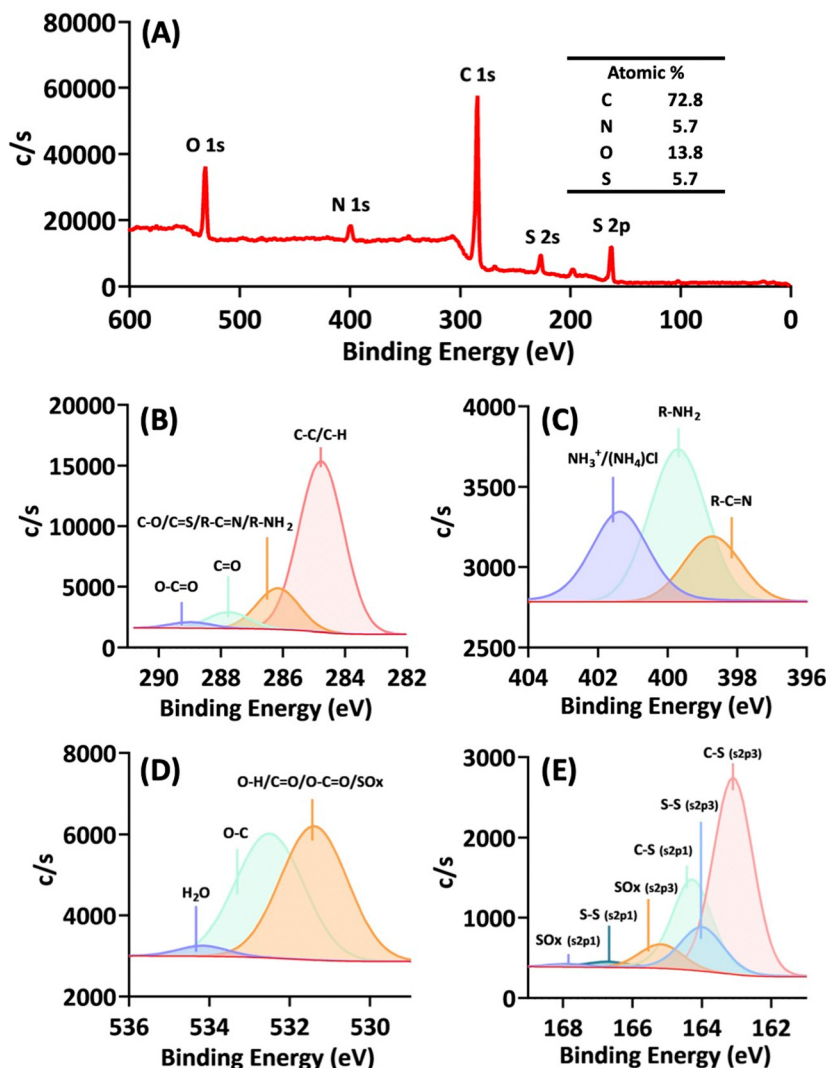 (A)
80000
60000
40000
20000
0
c/s
O 1s
N 1s
C 1s
S 2s
S 2p
Atomic %
C 72.8
N 5.7
O 13.8
S 5.7
600 500 400 300 200 100 0
Binding Energy (eV)
(B)
20000
15000
10000
5000
0
c/s
C-C/C-H
C-O/C=S/R-C=N/R-NH₂
C=O
O-C=O
290 288 286 284 282
Binding Energy (eV)
(C)
4000
3500
3000
2500
c/s
R-NH₂
NH₃⁺/(NH₄)Cl
R-C=N
404 402 400 398 396
Binding Energy (eV)
(D)
8000
6000
4000
2000
c/s
O-H/C=O/O-C=O/SOx
O-C
H₂O
536 534 532 530
Binding Energy (eV)
(E)
3000
2000
1000
0
c/s
C-S (s2p3)
S-S (s2p3)
C-S (s2p1)
SOx (s2p3)
S-S (s2p1)
SOx (s2p1)
168 166 164 162
Binding Energy (eV)